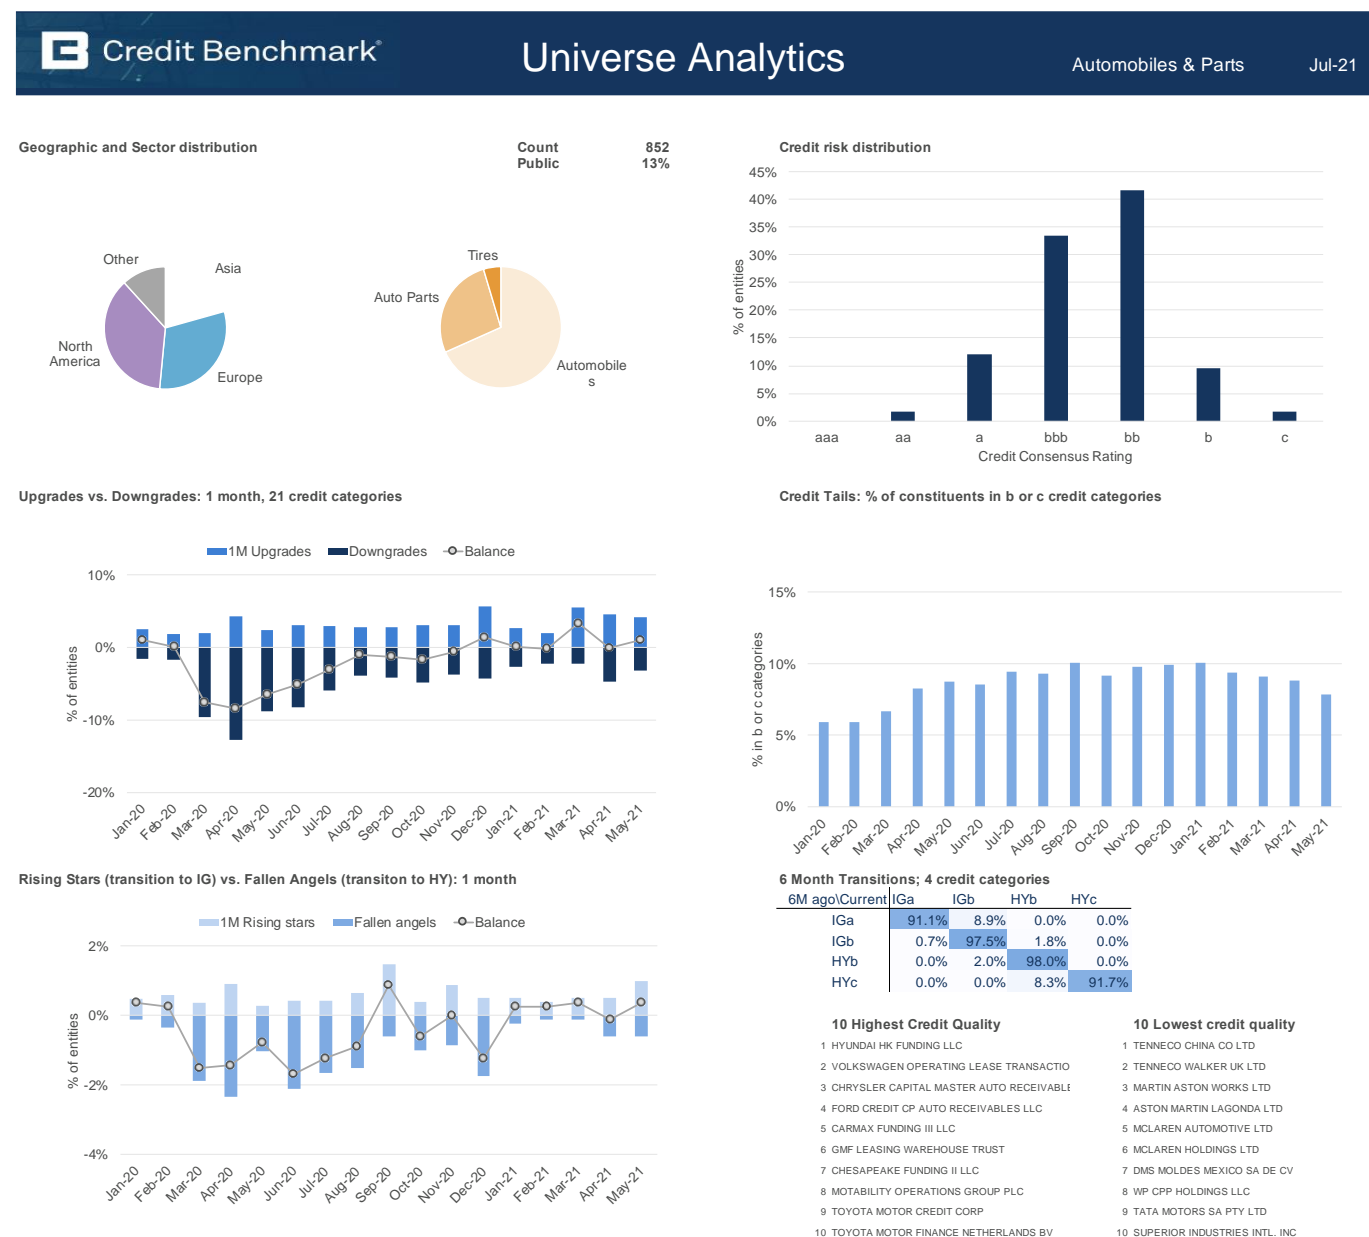 Credit Benchmark®
Universe Analytics
Automobiles & Parts
Jul-21
Geographic and Sector distribution
Count 852
Public 13%
Other
Asia
North
America
Europe
Tires
Auto Parts
Automobile
s
Credit risk distribution
45%
40%
35%
30%
25%
20%
15%
10%
5%
0%
% of entities
aaa aa a bbb bb b c
Credit Consensus Rating
Upgrades vs. Downgrades: 1 month, 21 credit categories
1M Upgrades Downgrades Balance
10%
0%
-10%
-20%
% of entities
Jan-20 Feb-20 Mar-20 Apr-20 May-20 Jun-20 Jul-20 Aug-20 Sep-20 Oct-20 Nov-20 Dec-20 Jan-21 Feb-21 Mar-21 Apr-21 May-21
Credit Tails: % of constituents in b or c credit categories
15%
10%
5%
0%
% in b or c categories
Jan-20 Feb-20 Mar-20 Apr-20 May-20 Jun-20 Jul-20 Aug-20 Sep-20 Oct-20 Nov-20 Dec-20 Jan-21 Feb-21 Mar-21 Apr-21 May-21
Rising Stars (transition to IG) vs. Fallen Angels (transiton to HY): 1 month
1M Rising stars Fallen angels Balance
2%
0%
-2%
-4%
% of entities
Jan-20 Feb-20 Mar-20 Apr-20 May-20 Jun-20 Jul-20 Aug-20 Sep-20 Oct-20 Nov-20 Dec-20 Jan-21 Feb-21 Mar-21 Apr-21 May-21
6 Month Transitions; 4 credit categories
6M ago\Current IGa IGb HYb HYc
IGa 91.1% 8.9% 0.0% 0.0%
IGb 0.7% 97.5% 1.8% 0.0%
HYb 0.0% 2.0% 98.0% 0.0%
HYc 0.0% 0.0% 8.3% 91.7%
10 Highest Credit Quality
1 HYUNDAI HK FUNDING LLC
2 VOLKSWAGEN OPERATING LEASE TRANSACTIO
3 CHRYSLER CAPITAL MASTER AUTO RECEIVABLE
4 FORD CREDIT CP AUTO RECEIVABLES LLC
5 CARMAX FUNDING III LLC
6 GMF LEASING WAREHOUSE TRUST
7 CHESAPEAKE FUNDING II LLC
8 MOTABILITY OPERATIONS GROUP PLC
9 TOYOTA MOTOR CREDIT CORP
10 TOYOTA MOTOR FINANCE NETHERLANDS BV
10 Lowest credit quality
1 TENNECO CHINA CO LTD
2 TENNECO WALKER UK LTD
3 MARTIN ASTON WORKS LTD
4 ASTON MARTIN LAGONDA LTD
5 MCLAREN AUTOMOTIVE LTD
6 MCLAREN HOLDINGS LTD
7 DMS MOLDES MEXICO SA DE CV
8 WP CPP HOLDINGS LLC
9 TATA MOTORS SA PTY LTD
10 SUPERIOR INDUSTRIES INTL. INC